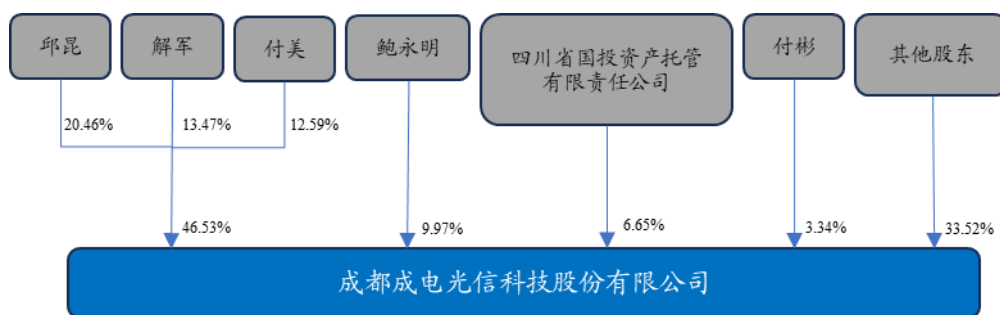 邱昆
解军
付美
鲍永明
四川省国投资产托管
有限责任公司
付彬
其他股东
20.46%
13.47%
12.59%
46.53%
9.97%
6.65%
3.34%
33.52%
成都成电光信科技股份有限公司